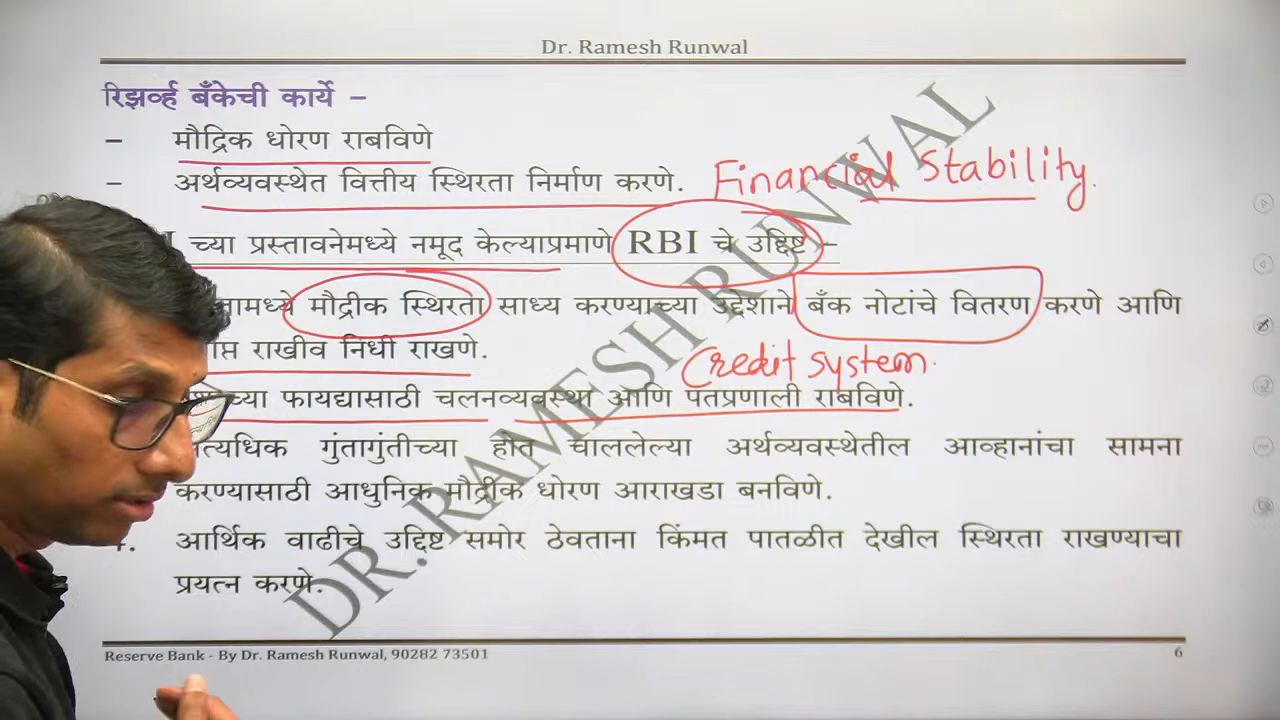 Dr. Ramesh Runwal
रिझर्व्ह बँकेची कार्ये –
– मौद्रिक धोरण राबविणे
– अर्थव्यवस्थेत वित्तीय स्थिरता निर्माण करणे. Financial Stability.
च्या प्रस्तावनेमध्ये नमूद केल्याप्रमाणे RBI चे उद्दिष्ट –
मौद्रीक स्थिरता साध्य करण्याच्या उद्देशाने बँक नोटांचे वितरण करणे आणि
राखीव निधी राखणे.
Credit system.
फायद्यासाठी चलनव्यवस्था आणि पतप्रणाली राबविणे.
गुंतागुंतीच्या होत चाललेल्या अर्थव्यवस्थेतील आव्हानांचा सामना
करण्यासाठी आधुनिक मौद्रीक धोरण आराखडा बनविणे.
4. आर्थिक वाढीचे उद्दिष्ट समोर ठेवताना किंमत पातळीत देखील स्थिरता राखण्याचा
प्रयत्न करणे.
DR. RAMESH RUNWAL
Reserve Bank - By Dr. Ramesh Runwal, 90282 73501 6